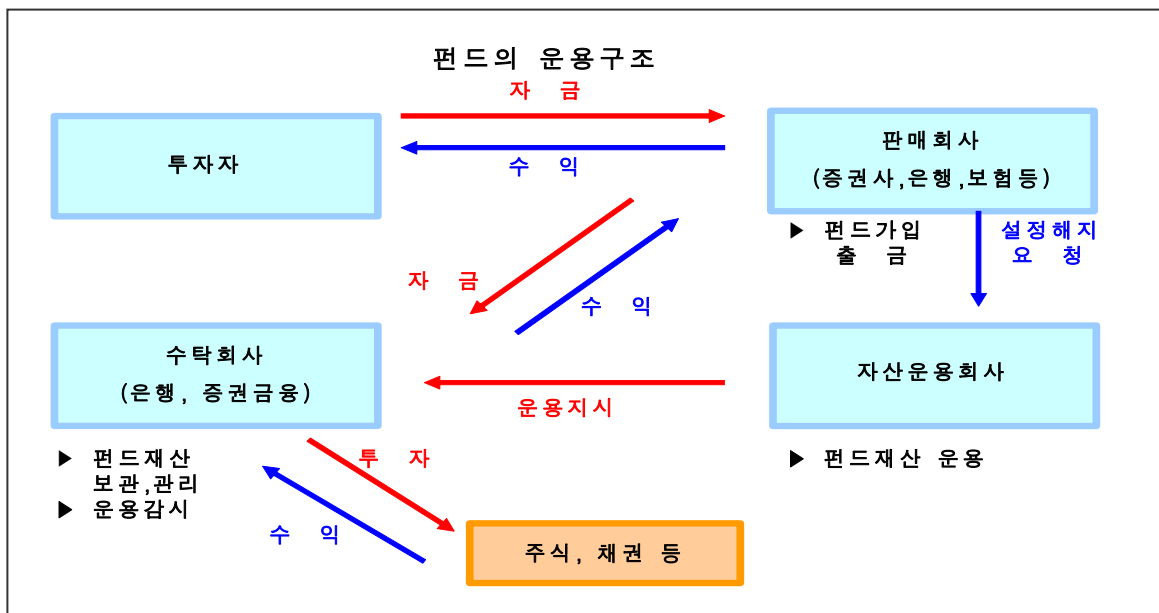 펀드의 운용구조
자 금
투자자
수 익
판매회사
(증권사,은행,보험등)
▶ 펀드가입
출 금
설정해지
요 청
자 금
수 익
수탁회사
(은행, 증권금융)
운용지시
자산운용회사
▶ 펀드재산
보관,관리
▶ 운용감시
투 자
수 익
▶ 펀드재산 운용
주식, 채권 등